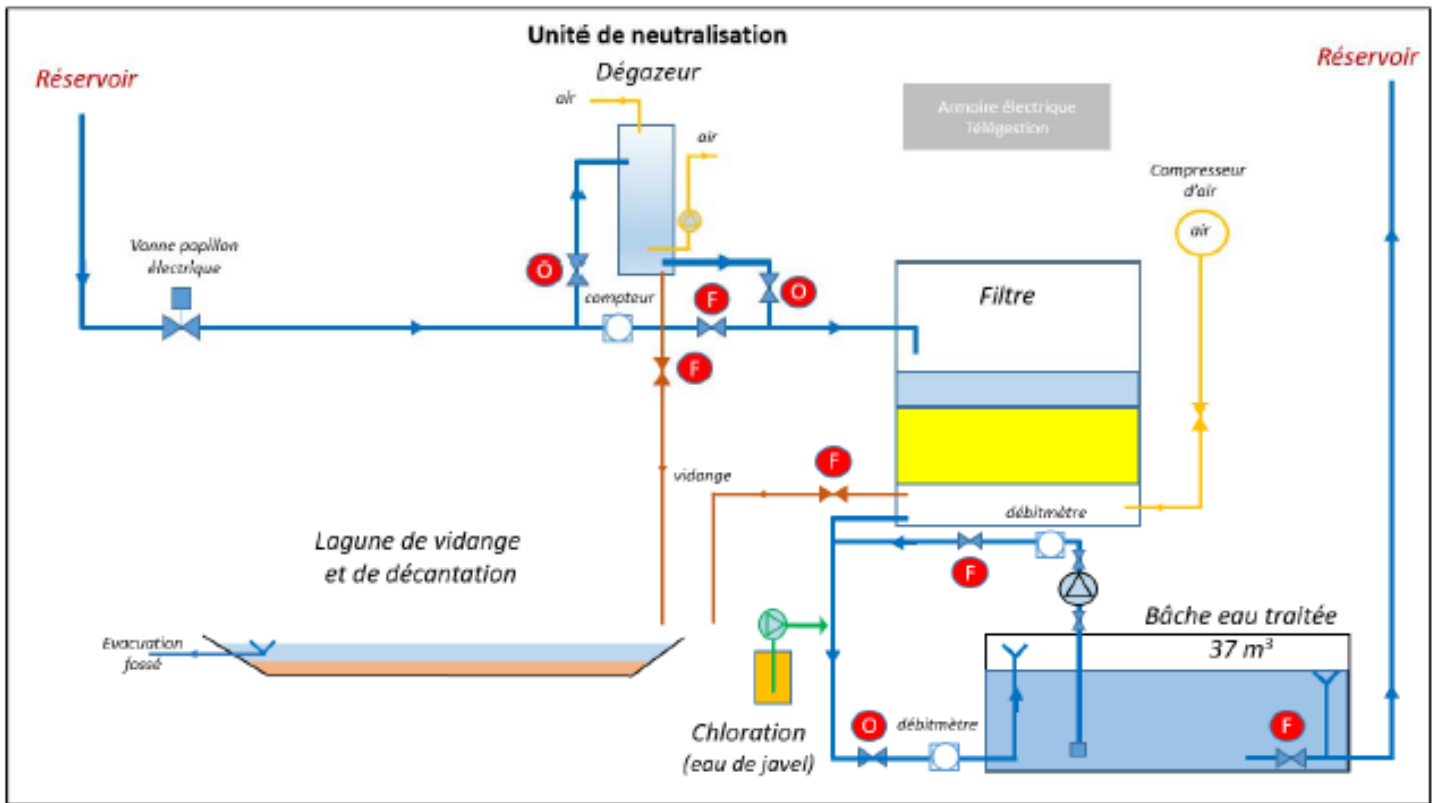 Unité de neutralisation
Réservoir
Dégazeur
Réservoir
air
air
Armoire électrique
Télégestion
Compresseur
d'air
air
Vanne papillon
électrique
O
compteur
F
O
Filtre
F
F
vidange
débitmètre
F
Lagune de vidange
et de décantation
Bâche eau traitée
37 m³
Evacuation
fossé
O
débitmètre
F
Chloration
(eau de javel)